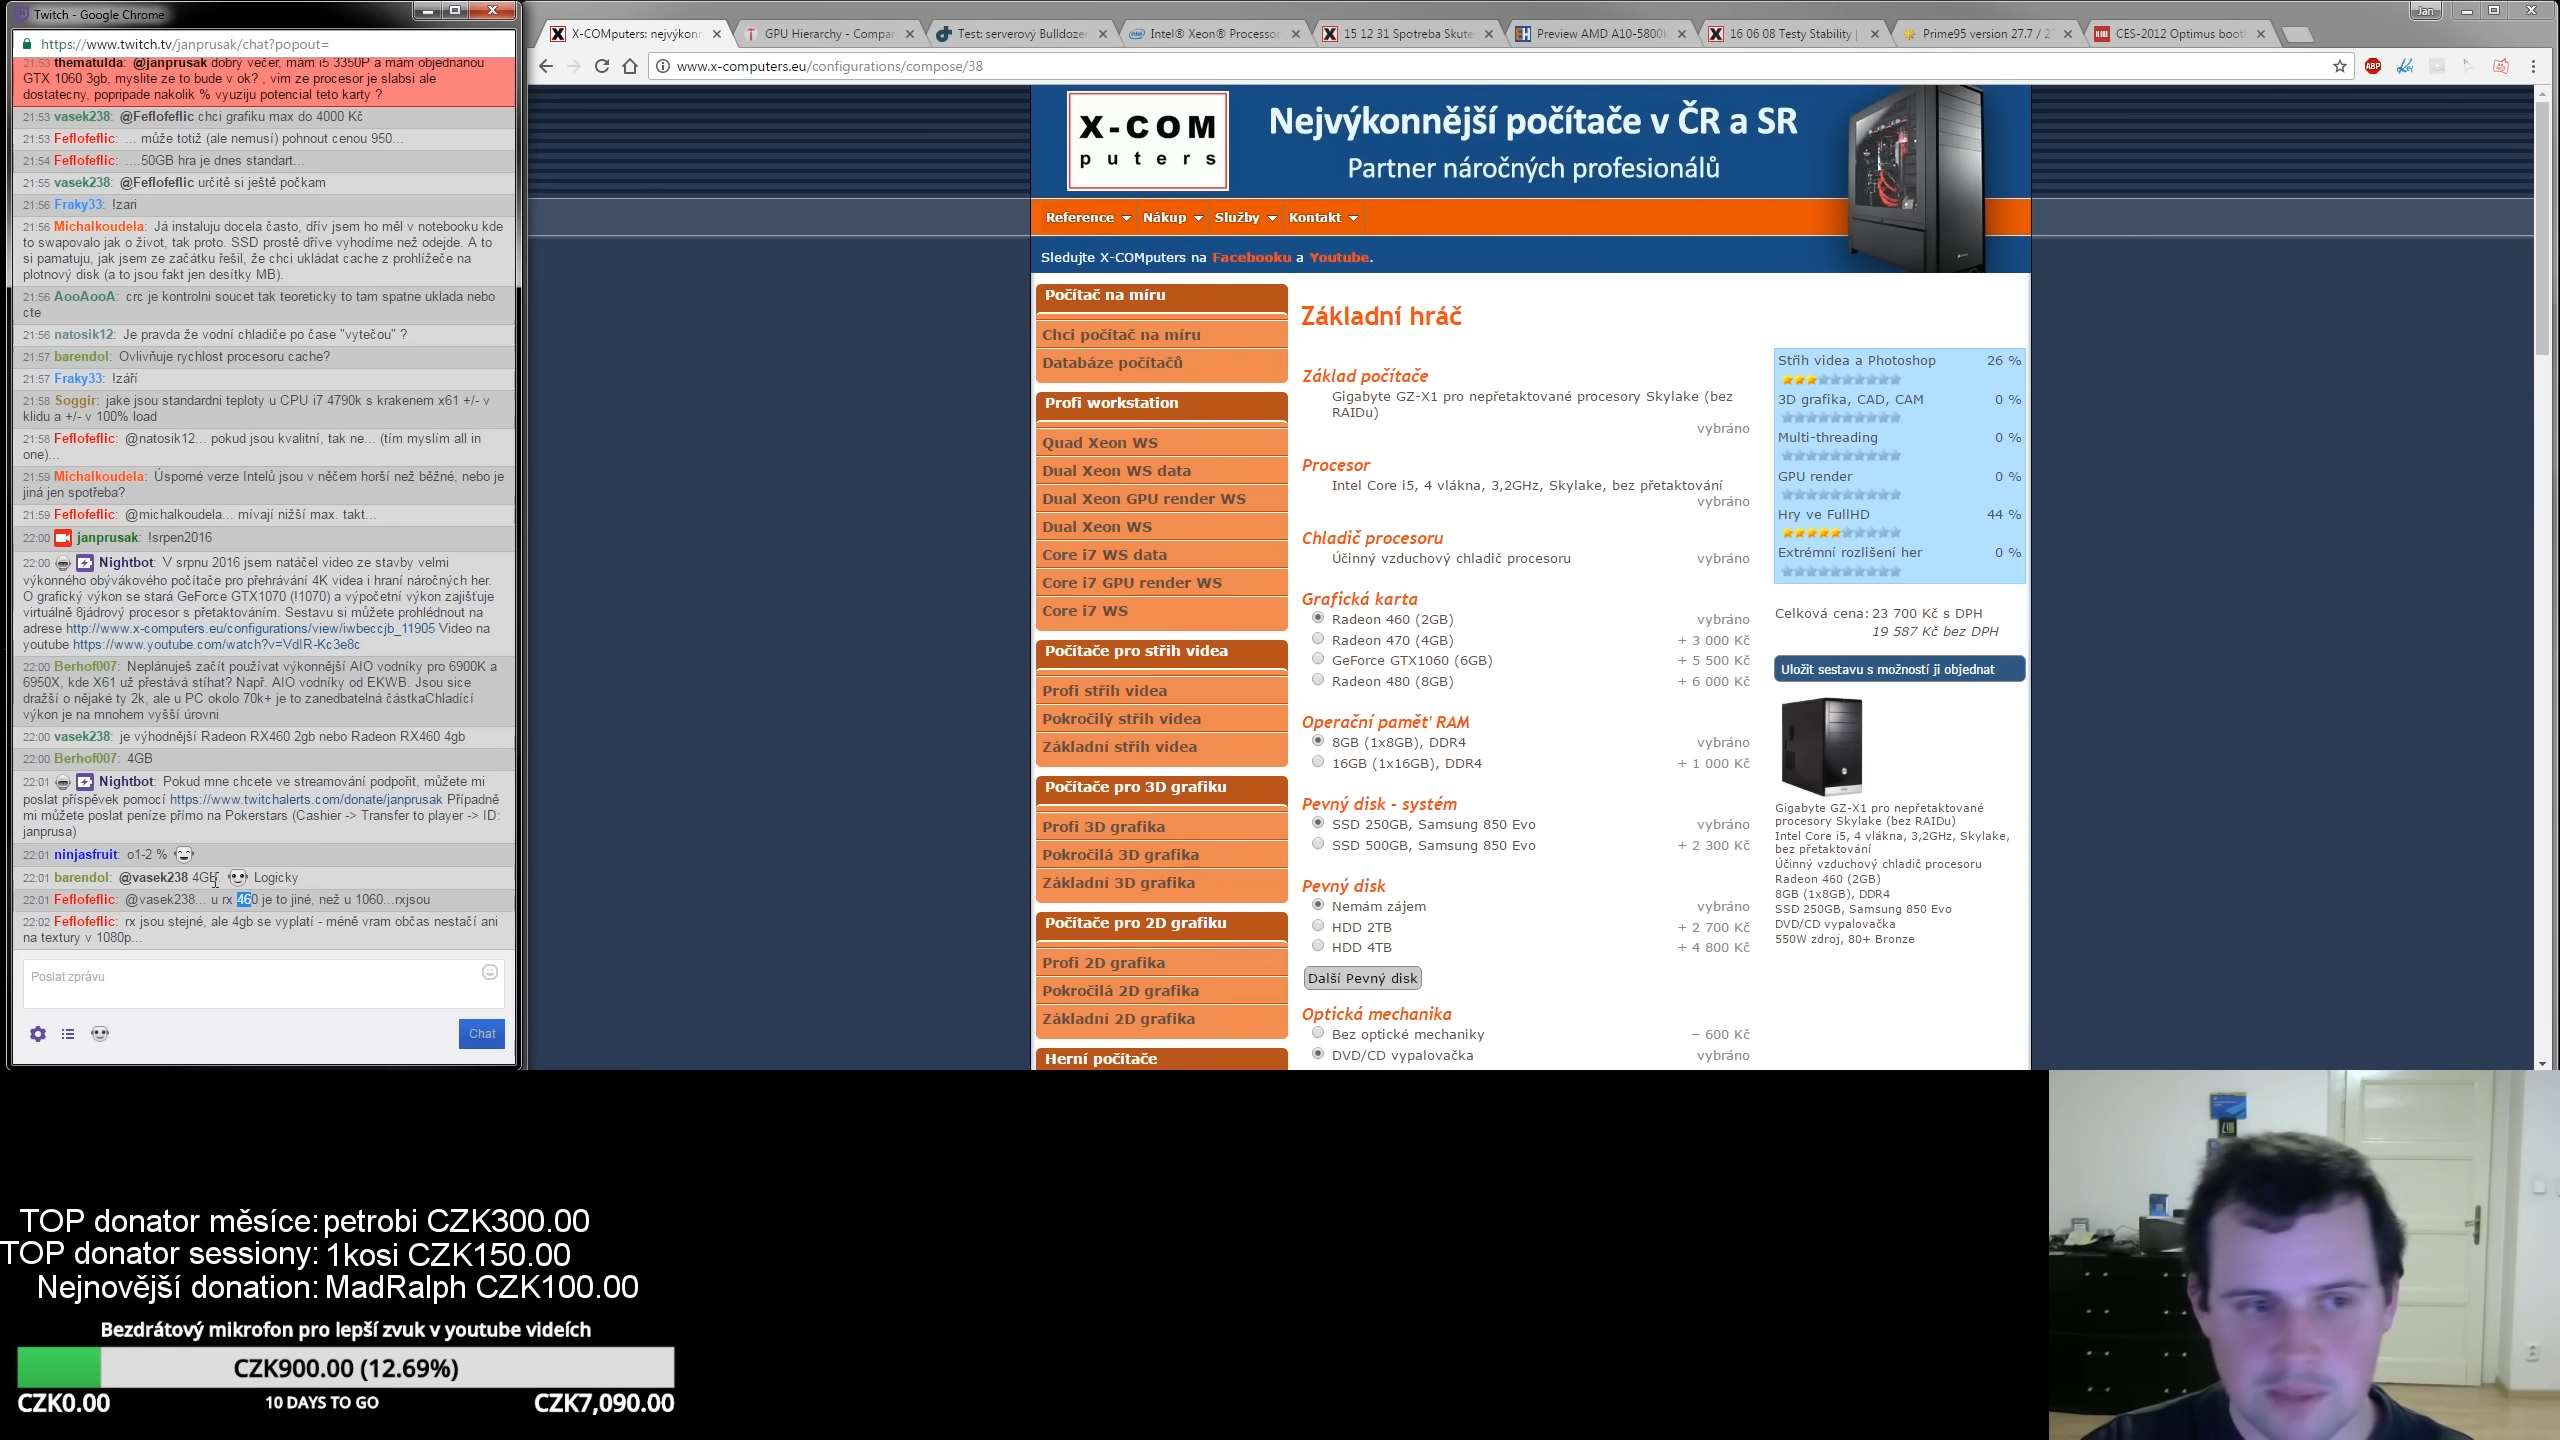 Twitch - Google Chrome
https://www.twitch.tv/janprusak/chat?popout=
21:53 thematulda: @janprusak dobrý večer, mám i5 3350P a mám objednanou
GTX 1060 3gb, myslite ze to bude v ok? , vim ze procesor je slabsi ale
dostatecny, popripade nakolik % vyuziju potencial teto karty ?
21:53 vasek238: @Feflofeflic chci grafiku max do 4000 Kč
21:53 Feflofeflic: ... může totiž (ale nemusí) pohnout cenou 950...
21:54 Feflofeflic: ....50GB hra je dnes standart...
21:55 vasek238: @Feflofeflic určitě si ještě počkam
21:56 Fraky33: !zari
21:56 Michalkoudela: Já instaluju docela často, dřív jsem ho měl v notebooku kde
to swapovalo jak o život, tak proto. SSD prostě dříve vyhodíme než odejde. A to
si pamatuju, jak jsem ze začátku řešil, že chci ukládat cache z prohlížeče na
plotnový disk (a to jsou fakt jen desítky MB).
21:56 AooAooA: crc je kontrolni soucet tak teoreticky to tam spatne uklada nebo
cte
21:56 natosik12: Je pravda že vodní chladiče po čase "vytečou" ?
21:57 barendol: Ovlivňuje rychlost procesoru cache?
21:57 Fraky33: !září
21:58 Soggir: jake jsou standardni teploty u CPU i7 4790k s krakenem x61 +/- v
klidu a +/- v 100% load
21:58 Feflofeflic: @natosik12... pokud jsou kvalitní, tak ne... (tím myslím all in
one)...
21:59 Michalkoudela: Úsporné verze Intelů jsou v něčem horší než běžné, nebo je
jiná jen spotřeba?
21:59 Feflofeflic: @michalkoudela... mívají nižší max. takt...
22:00 janprusak: !srpen2016
22:00 Nightbot: V srpnu 2016 jsem natáčel video ze stavby velmi
výkonného obývákového počítače pro přehrávání 4K videa i hraní náročných her.
O grafický výkon se stará GeForce GTX1070 (!1070) a výpočetní výkon zajišťuje
virtuálně 8jádrový procesor s přetaktováním. Sestavu si můžete prohlédnout na
adrese http://www.x-computers.eu/configurations/view/iwbeccjb_11905 Video na
youtube https://www.youtube.com/watch?v=VdIR-Kc3e8c
22:00 Berhof007: Neplánuješ začít používat výkonnější AIO vodníky pro 6900K a
6950X, kde X61 už přestává stíhat? Např. AIO vodníky od EKWB. Jsou sice
dražší o nějaké ty 2k, ale u PC okolo 70k+ je to zanedbatelná částkaChladící
výkon je na mnohem vyšší úrovni
22:00 vasek238: je výhodnější Radeon RX460 2gb nebo Radeon RX460 4gb
22:00 Berhof007: 4GB
22:01 Nightbot: Pokud mne chcete ve streamování podpořit, můžete mi
poslat příspěvek pomocí https://www.twitchalerts.com/donate/janprusak Případně
mi můžete poslat peníze přímo na Pokerstars (Cashier -> Transfer to player -> ID:
janprusa)
22:01 ninjasfruit: o1-2 %
22:01 barendol: @vasek238 4GB Logicky
22:01 Feflofeflic: @vasek238... u rx 460 je to jiné, než u 1060...rxjsou
22:02 Feflofeflic: rx jsou stejné, ale 4gb se vyplatí - méně vram občas nestačí ani
na textury v 1080p...
Poslat zprávu
Chat
X-COMputers: nejvýkonn
GPU Hierarchy - Compar
Test: serverový Bulldozer
Intel® Xeon® Processor
15 12 31 Spotreba Skute
Preview AMD A10-5800K
16 06 08 Testy Stability |
Prime95 version 27.7 / 27
CES-2012 Optimus booth
Jan
www.x-computers.eu/configurations/compose/38
ABP
X-COM
puters
Nejvýkonnější počítače v ČR a SR
Partner náročných profesionálů
Reference
Nákup
Služby
Kontakt
Sledujte X-COMputers na Facebooku a Youtube.
Počítač na míru
Chci počítač na míru
Databáze počítačů
Profi workstation
Quad Xeon WS
Dual Xeon WS data
Dual Xeon GPU render WS
Dual Xeon WS
Core i7 WS data
Core i7 GPU render WS
Core i7 WS
Počítače pro střih videa
Profi střih videa
Pokročilý střih videa
Základní střih videa
Počítače pro 3D grafiku
Profi 3D grafika
Pokročilá 3D grafika
Základní 3D grafika
Počítače pro 2D grafiku
Profi 2D grafika
Pokročilá 2D grafika
Základní 2D grafika
Herní počítače
Základní hráč
Základ počítače
Gigabyte GZ-X1 pro nepřetaktované procesory Skylake (bez
RAIDu)
vybráno
Procesor
Intel Core i5, 4 vlákna, 3,2GHz, Skylake, bez přetaktování
vybráno
Chladič procesoru
Účinný vzduchový chladič procesoru vybráno
Grafická karta
Radeon 460 (2GB) vybráno
Radeon 470 (4GB) + 3 000 Kč
GeForce GTX1060 (6GB) + 5 500 Kč
Radeon 480 (8GB) + 6 000 Kč
Operační paměť RAM
8GB (1x8GB), DDR4 vybráno
16GB (1x16GB), DDR4 + 1 000 Kč
Pevný disk - systém
SSD 250GB, Samsung 850 Evo vybráno
SSD 500GB, Samsung 850 Evo + 2 300 Kč
Pevný disk
Nemám zájem vybráno
HDD 2TB + 2 700 Kč
HDD 4TB + 4 800 Kč
Další Pevný disk
Optická mechanika
Bez optické mechaniky − 600 Kč
DVD/CD vypalovačka vybráno
Střih videa a Photoshop 26 %
3D grafika, CAD, CAM 0 %
Multi-threading 0 %
GPU render 0 %
Hry ve FullHD 44 %
Extrémní rozlišení her 0 %
Celková cena: 23 700 Kč s DPH
19 587 Kč bez DPH
Uložit sestavu s možností ji objednat
Gigabyte GZ-X1 pro nepřetaktované
procesory Skylake (bez RAIDu)
Intel Core i5, 4 vlákna, 3,2GHz, Skylake,
bez přetaktování
Účinný vzduchový chladič procesoru
Radeon 460 (2GB)
8GB (1x8GB), DDR4
SSD 250GB, Samsung 850 Evo
DVD/CD vypalovačka
550W zdroj, 80+ Bronze
TOP donator měsíce: petrobi CZK300.00
TOP donator sessiony: 1kosi CZK150.00
Nejnovější donation: MadRalph CZK100.00
Bezdrátový mikrofon pro lepší zvuk v youtube videích
CZK900.00 (12.69%)
CZK0.00 10 DAYS TO GO CZK7,090.00